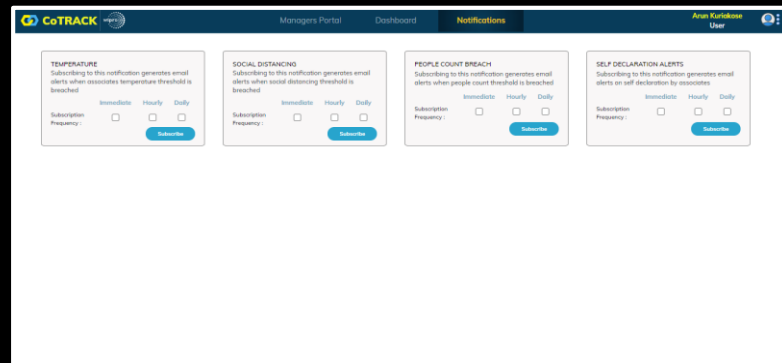 CoTRACK wipro Managers Portal Dashboard Notifications Arun Kuriakose
User
TEMPERATURE
Subscribing to this notification generates email
alerts when associates temperature threshold is
breached
Immediate Hourly Daily
Subscription
Frequency :
Subscribe
SOCIAL DISTANCING
Subscribing to this notification generates email
alerts when social distancing threshold is
breached
Immediate Hourly Daily
Subscription
Frequency :
Subscribe
PEOPLE COUNT BREACH
Subscribing to this notification generates email
alerts when people count threshold is breached
Immediate Hourly Daily
Subscription
Frequency :
Subscribe
SELF DECLARATION ALERTS
Subscribing to this notification generates email
alerts on self declaration by associates
Immediate Hourly Daily
Subscription
Frequency :
Subscribe